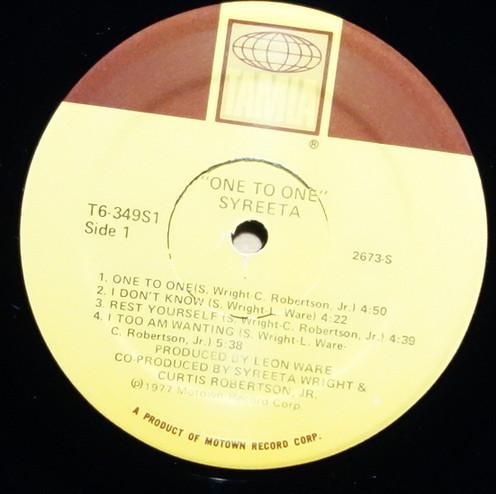 TAMLA
®
"ONE TO ONE"
SYREETA
T6-349S1
Side 1
2673-S
1. ONE TO ONE(S. Wright-C. Robertson, Jr.) 4:50
2. I DON'T KNOW (S. Wright-L. Ware) 4:22
3. REST YOURSELF (S. Wright-C. Robertson, Jr.) 4:39
4. I TOO AM WANTING (S. Wright-L. Ware-
C. Robertson, Jr.) 5:38
PRODUCED BY LEON WARE
CO-PRODUCED BY SYREETA WRIGHT &
CURTIS ROBERTSON, JR.
(p)1977 Motown Record Corp.
A PRODUCT OF MOTOWN RECORD CORP.